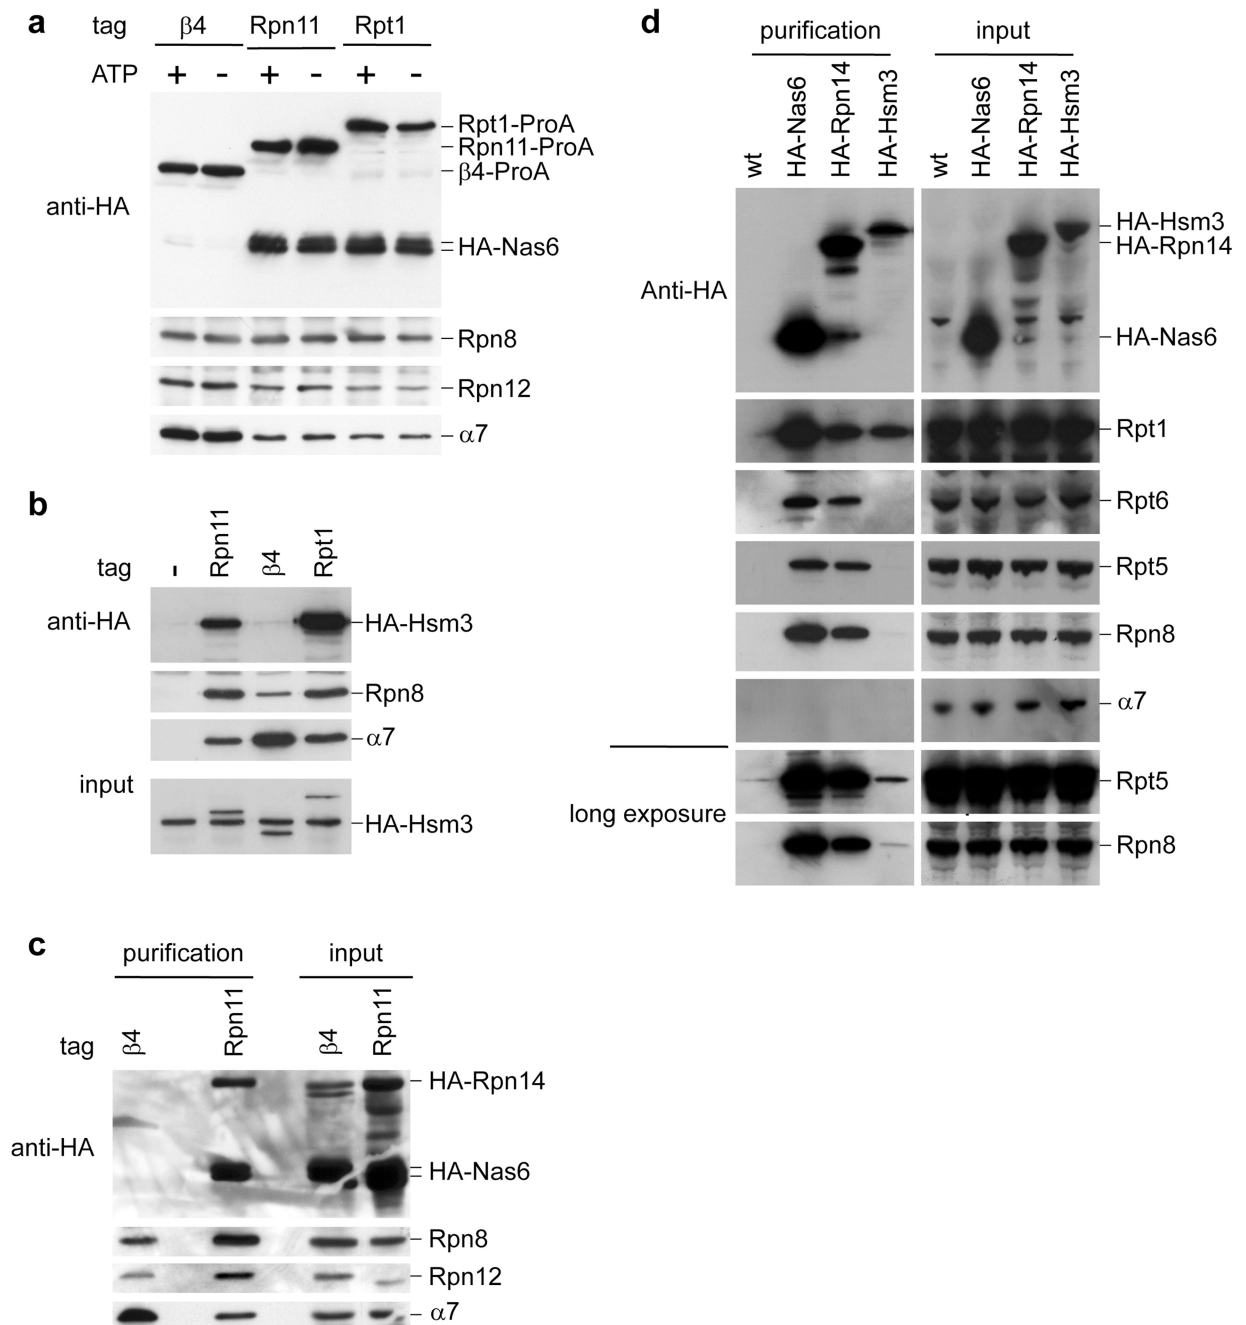 a
tag β4 Rpn11 Rpt1
ATP + - + - + -
anti-HA
Rpt1-ProA
Rpn11-ProA
β4-ProA
HA-Nas6
Rpn8
Rpn12
α7
b
tag - Rpn11 β4 Rpt1
anti-HA HA-Hsm3
Rpn8
α7
input
HA-Hsm3
c
purification input
tag β4 Rpn11 β4 Rpn11
HA-Rpn14
anti-HA
HA-Nas6
Rpn8
Rpn12
α7
d
purification input
wt HA-Nas6 HA-Rpn14 HA-Hsm3 wt HA-Nas6 HA-Rpn14 HA-Hsm3
HA-Hsm3
HA-Rpn14
Anti-HA
HA-Nas6
Rpt1
Rpt6
Rpt5
Rpn8
α7
Rpt5
long exposure
Rpn8